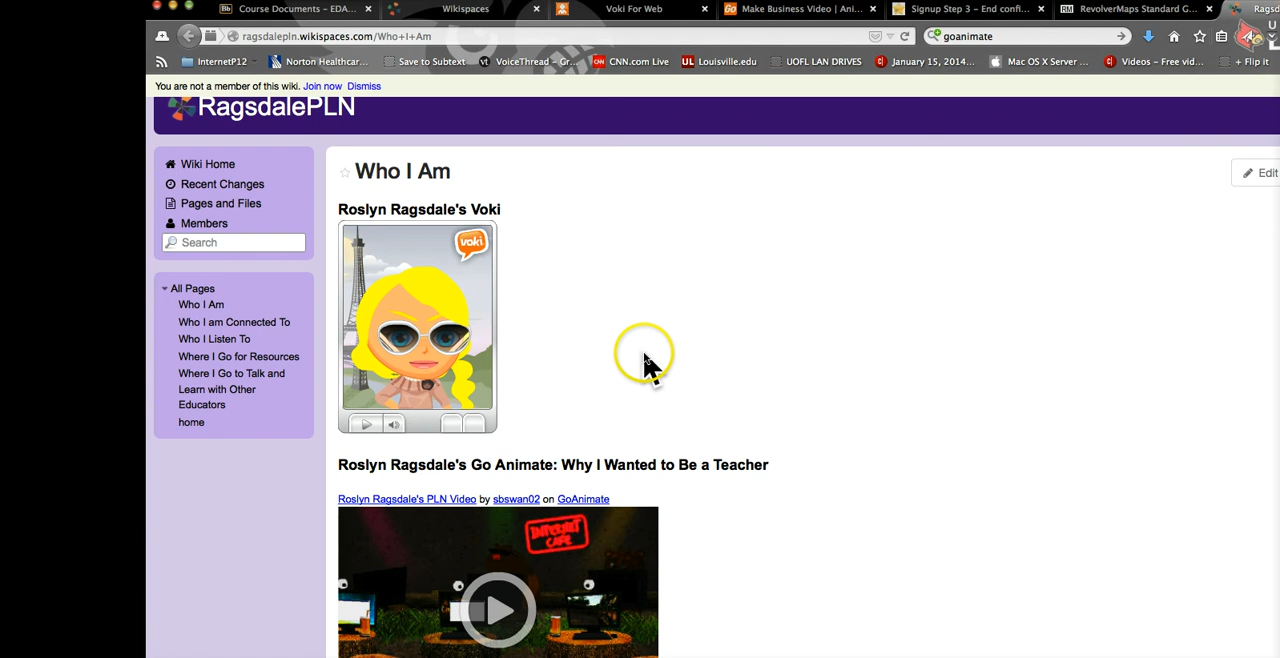 Course Documents – EDA...
Wikispaces
Voki For Web
Go Make Business Video | Ani...
Signup Step 3 - End confi...
RM RevolverMaps Standard G...
Ragsd
ragsdalepln.wikispaces.com/Who+I+Am
goanimate
InternetP12
Norton Healthcar...
Save to Subtext
VoiceThread - Gr...
CNN.com Live
UL Louisville.edu
UOFL LAN DRIVES
January 15, 2014...
Mac OS X Server ...
Videos – Free vid...
+ Flip it
You are not a member of this wiki. Join now Dismiss
RagsdalePLN
Wiki Home
Recent Changes
Pages and Files
Members
Search
All Pages
Who I Am
Who I am Connected To
Who I Listen To
Where I Go for Resources
Where I Go to Talk and
Learn with Other
Educators
home
Who I Am
Edit
Roslyn Ragsdale's Voki
voki
Roslyn Ragsdale's Go Animate: Why I Wanted to Be a Teacher
Roslyn Ragsdale's PLN Video by sbswan02 on GoAnimate
INTERNET
CAFE